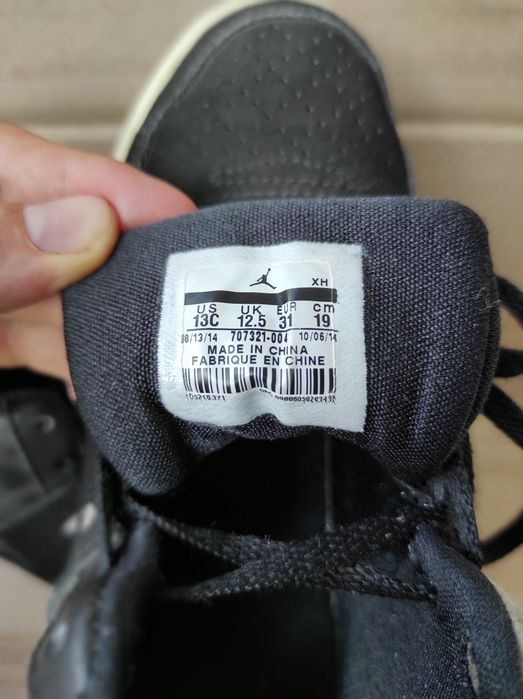 XH
US UK EUR cm
13C 12.5 31 19
08/13/14 707321-004 10/06/14
MADE IN CHINA
FABRIQUE EN CHINE